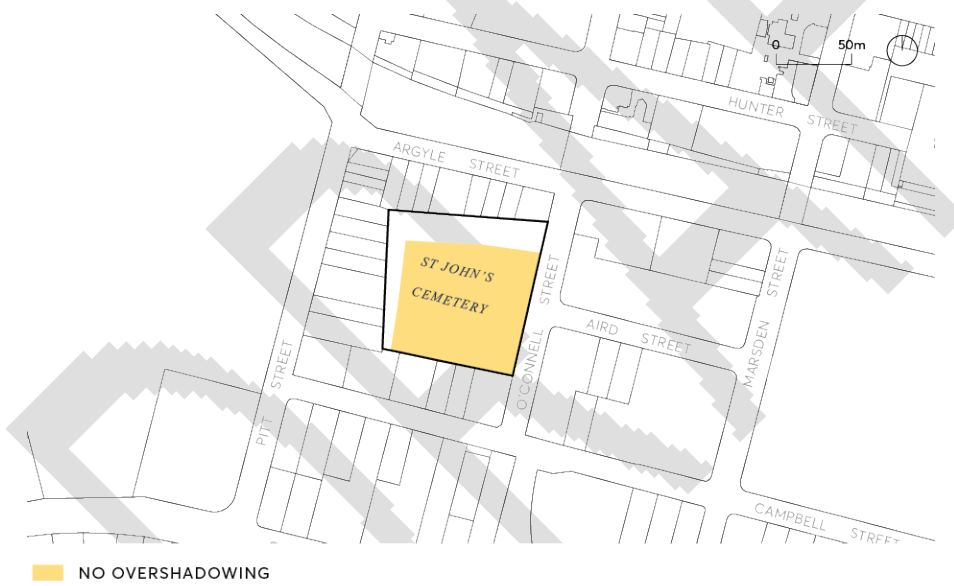 0 50m
HUNTER STREET
ARGYLE STREET
ST JOHN'S
CEMETERY
O'CONNELL STREET
AIRD STREET
MARSDEN STREET
PITT STREET
CAMPBELL STREET
NO OVERSHADOWING